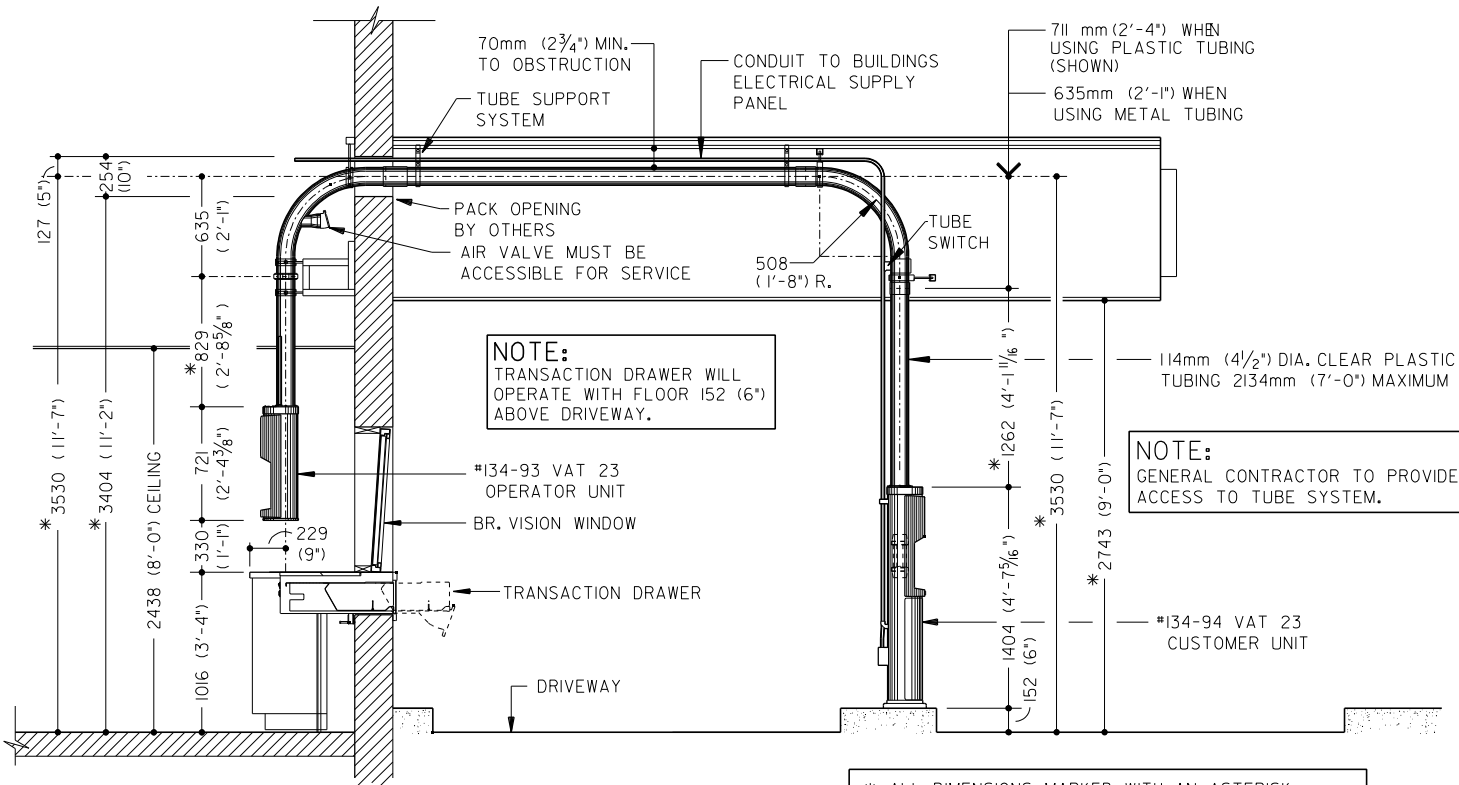 70mm (2¾") MIN.
TO OBSTRUCTION
TUBE SUPPORT
SYSTEM
CONDUIT TO BUILDINGS
ELECTRICAL SUPPLY
PANEL
711 mm (2'-4") WHEN
USING PLASTIC TUBING
(SHOWN)
635mm (2'-1") WHEN
USING METAL TUBING
127 (5")
254
(10")
635
( 2'-1")
PACK OPENING
BY OTHERS
AIR VALVE MUST BE
ACCESSIBLE FOR SERVICE
508
( 1'-8") R.
TUBE
SWITCH
* 829
( 2'-8⅝")
NOTE:
TRANSACTION DRAWER WILL
OPERATE WITH FLOOR 152 (6")
ABOVE DRIVEWAY.
114mm (4½") DIA. CLEAR PLASTIC
TUBING 2134mm (7'-0") MAXIMUM
* 1262 (4'-1 11/16 ")
* 3530 (11'-7")
* 3404 (11'-2")
2438 (8'-0") CEILING
721
(2'-4⅜")
#134-93 VAT 23
OPERATOR UNIT
BR. VISION WINDOW
330
(1'-1")
229
(9")
TRANSACTION DRAWER
1016 (3'-4")
* 3530 (11'-7")
* 2743 (9'-0")
NOTE:
GENERAL CONTRACTOR TO PROVIDE
ACCESS TO TUBE SYSTEM.
1404 (4'-7 5/16 ")
152 (6")
#134-94 VAT 23
CUSTOMER UNIT
DRIVEWAY
* ALL DIMENSIONS MARKED WITH AN ASTERISK